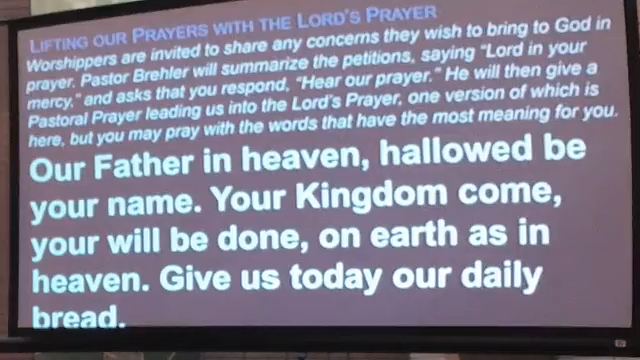 LIFTING OUR PRAYERS WITH THE LORD'S PRAYER
Worshippers are invited to share any concerns they wish to bring to God in
prayer. Pastor Brehler will summarize the petitions, saying "Lord in your
mercy," and asks that you respond, "Hear our prayer." He will then give a
Pastoral Prayer leading us into the Lord's Prayer, one version of which is
here, but you may pray with the words that have the most meaning for you.
Our Father in heaven, hallowed be
your name. Your Kingdom come,
your will be done, on earth as in
heaven. Give us today our daily
bread.